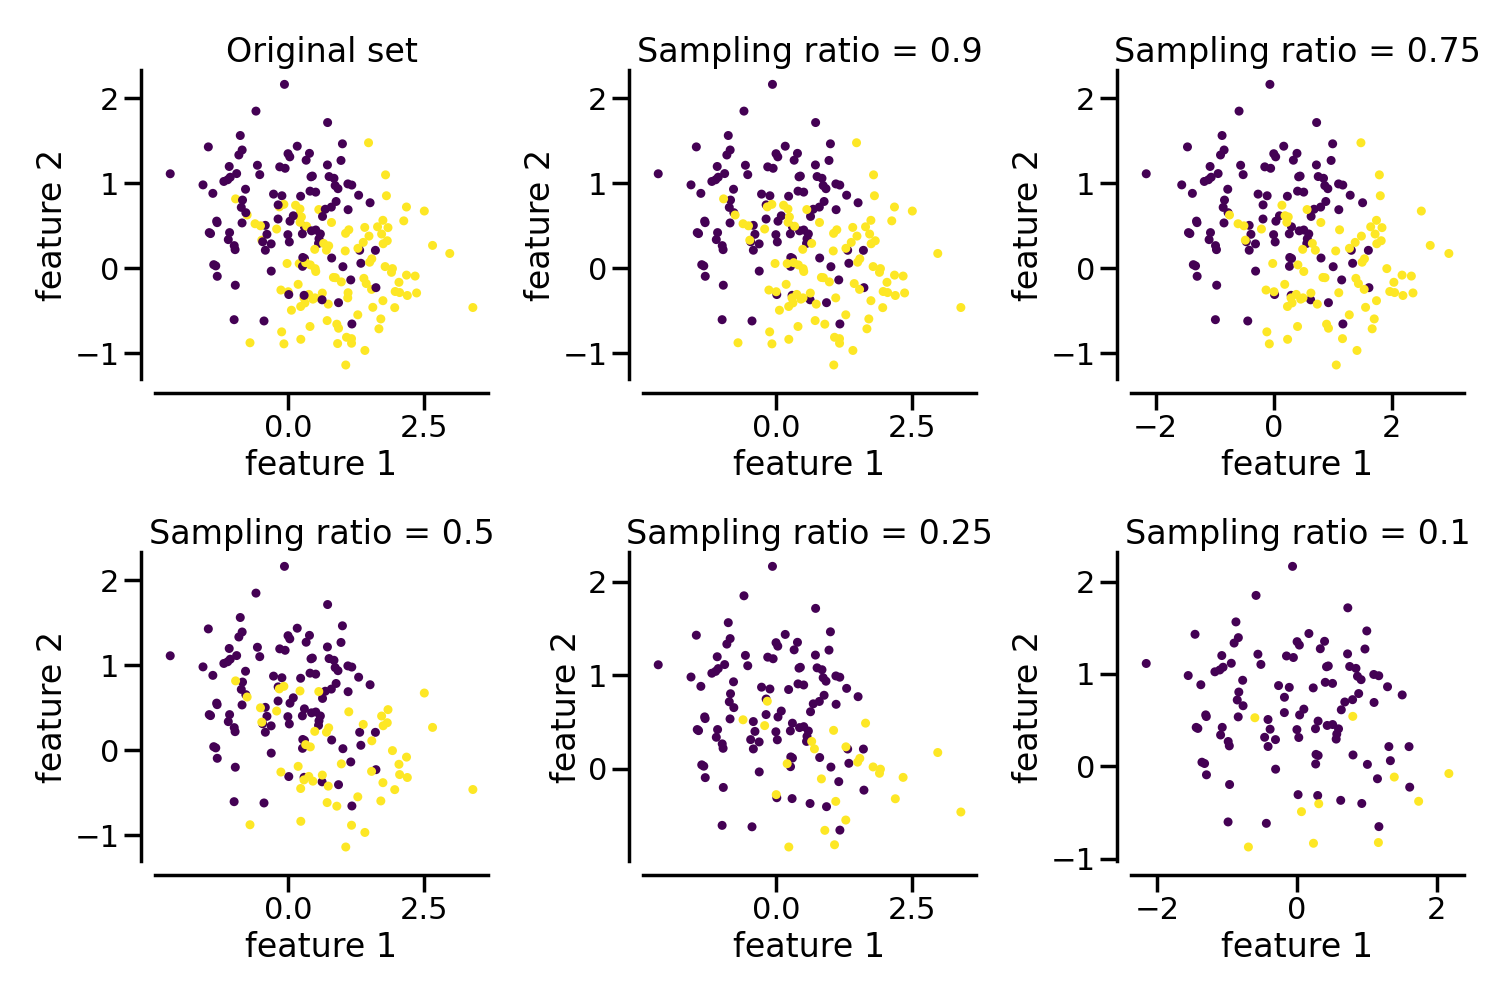 Original set
Sampling ratio = 0.9
Sampling ratio = 0.75
2
1
0
−1
feature 2
0.0
2.5
feature 1
2
1
0
−1
feature 2
0.0
2.5
feature 1
2
1
0
−1
feature 2
−2
0
2
feature 1
Sampling ratio = 0.5
Sampling ratio = 0.25
Sampling ratio = 0.1
2
1
0
−1
feature 2
0.0
2.5
feature 1
2
1
0
feature 2
0.0
2.5
feature 1
2
1
0
−1
feature 2
−2
0
2
feature 1